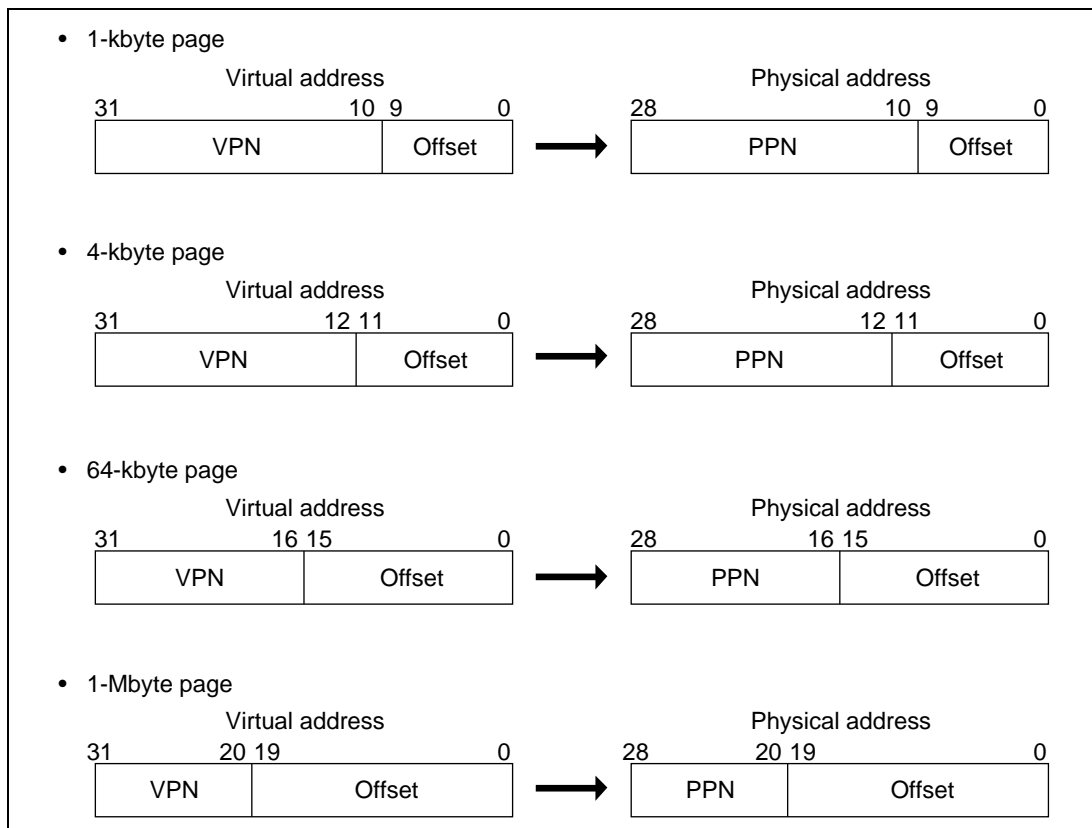 • 1-kbyte page
Virtual address Physical address
31 10 9 0 28 10 9 0
VPN Offset PPN Offset
• 4-kbyte page
Virtual address Physical address
31 12 11 0 28 12 11 0
VPN Offset PPN Offset
• 64-kbyte page
Virtual address Physical address
31 16 15 0 28 16 15 0
VPN Offset PPN Offset
• 1-Mbyte page
Virtual address Physical address
31 20 19 0 28 20 19 0
VPN Offset PPN Offset